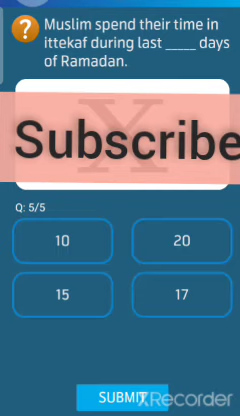 ?
Muslim spend their time in
ittekaf during last _____ days
of Ramadan.
X
Subscribe
Q: 5/5
10
20
15
17
SUBMIT
XRecorder